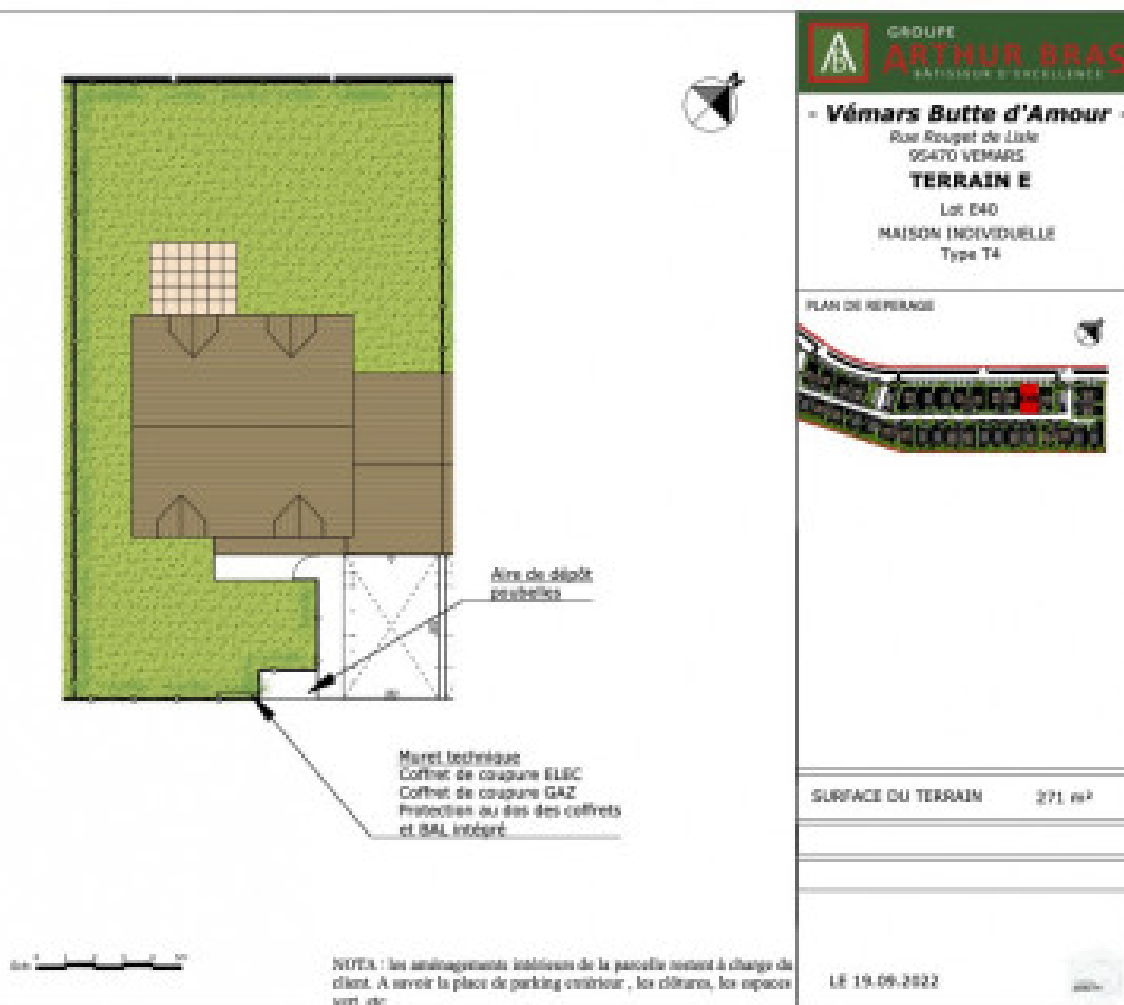 GROUPE
ARTHUR BRAS
BÂTISSEUR D'EXCELLENCE
- Vémars Butte d'Amour -
Rue Rouget de Lisle
95470 VEMARS
TERRAIN E
Lot E40
MAISON INDIVIDUELLE
Type T4
PLAN DE REPERAGE
Aire de dépôt
poubelles
Muret technique
Coffret de coupure ELEC
Coffret de coupure GAZ
Protection au dos des coffrets
et BAL intégré
SURFACE DU TERRAIN 271 m²
NOTA : les aménagements intérieurs de la parcelle restent à charge du
client. A savoir la place de parking extérieur , les clôtures, les espaces
vert, etc
LE 19.09.2022